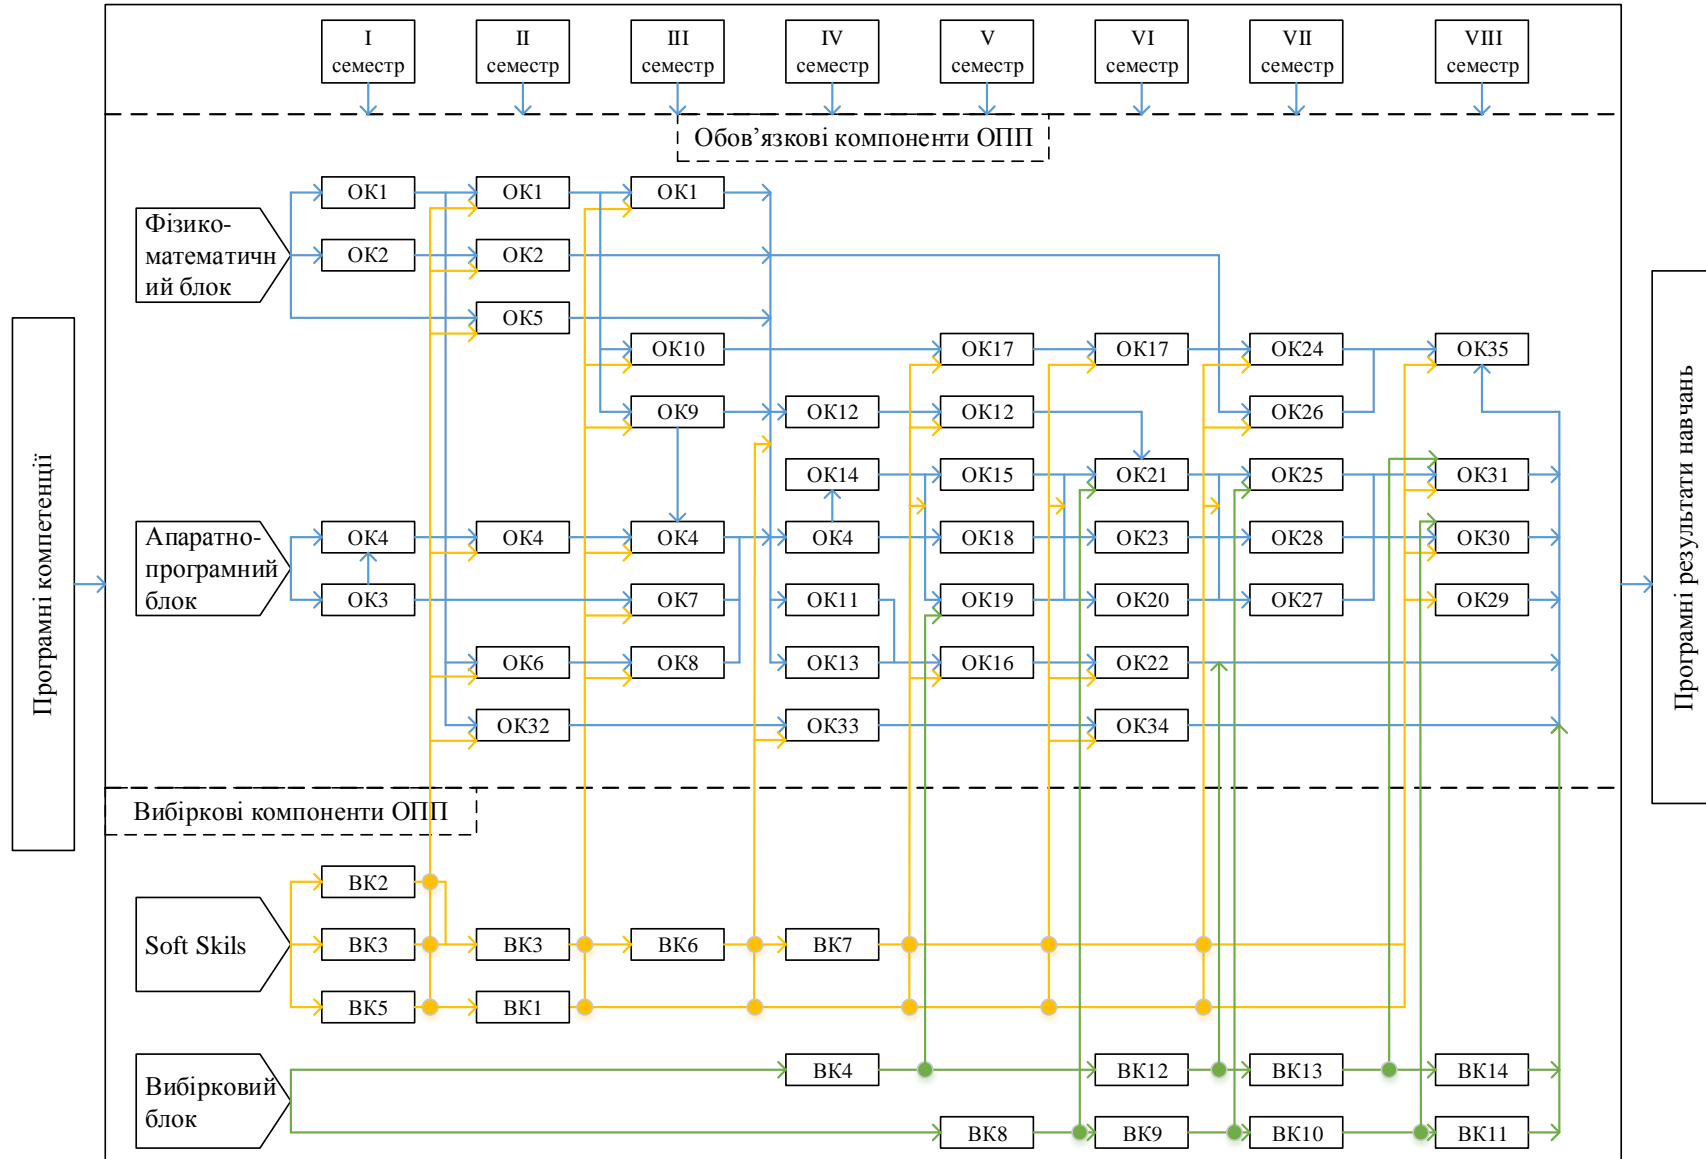 I
семестр
II
семестр
III
семестр
IV
семестр
V
семестр
VI
семестр
VII
семестр
VIII
семестр
Обов’язкові компоненти ОПП
Програмні компетенції
Програмні результати навчань
Фізико-
математичн
ий блок
ОК1
ОК1
ОК1
ОК2
ОК2
ОК5
ОК10
ОК17
ОК17
ОК24
ОК35
ОК9
ОК12
ОК12
ОК26
ОК14
ОК15
ОК21
ОК25
ОК31
Апаратно-
програмний
блок
ОК4
ОК4
ОК4
ОК4
ОК18
ОК23
ОК28
ОК30
ОК3
ОК7
ОК11
ОК19
ОК20
ОК27
ОК29
ОК6
ОК8
ОК13
ОК16
ОК22
ОК32
ОК33
ОК34
Вибіркові компоненти ОПП
Soft Skils
ВК2
ВК3
ВК3
ВК6
ВК7
ВК5
ВК1
Вибірковий
блок
ВК4
ВК12
ВК13
ВК14
ВК8
ВК9
ВК10
ВК11